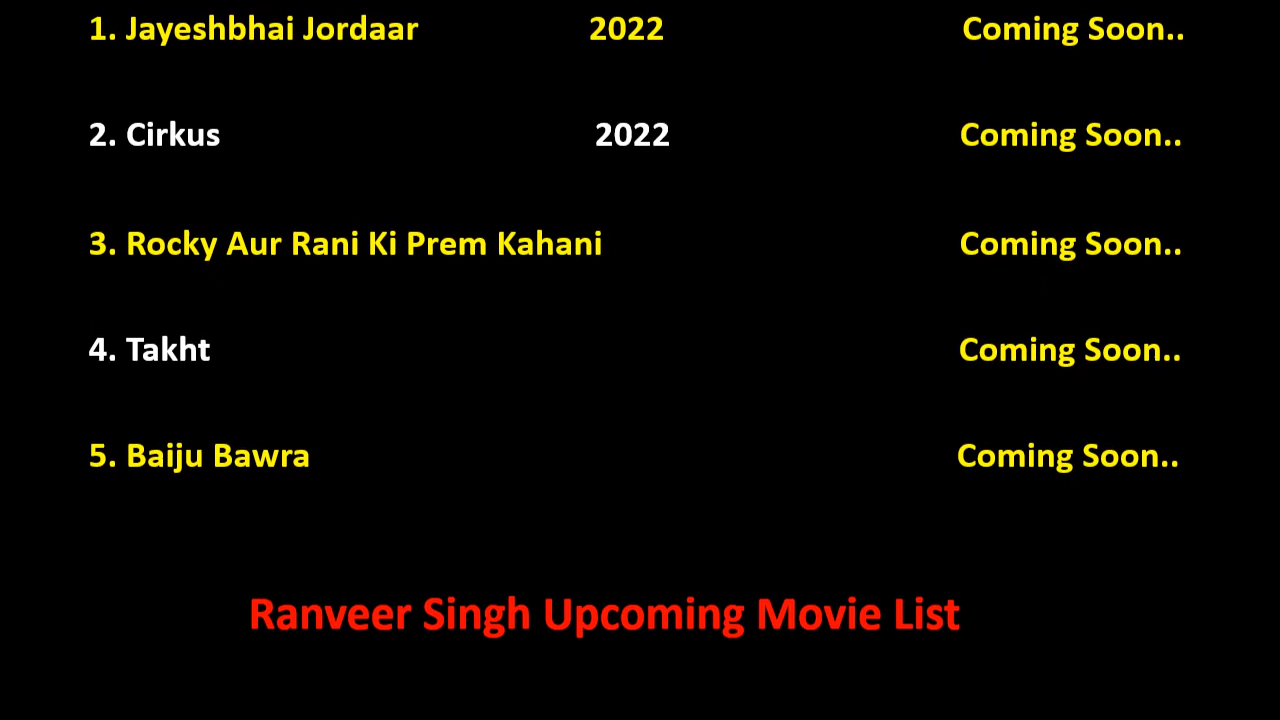 1. Jayeshbhai Jordaar 2022 Coming Soon..
2. Cirkus 2022 Coming Soon..
3. Rocky Aur Rani Ki Prem Kahani Coming Soon..
4. Takht Coming Soon..
5. Baiju Bawra Coming Soon..
Ranveer Singh Upcoming Movie List